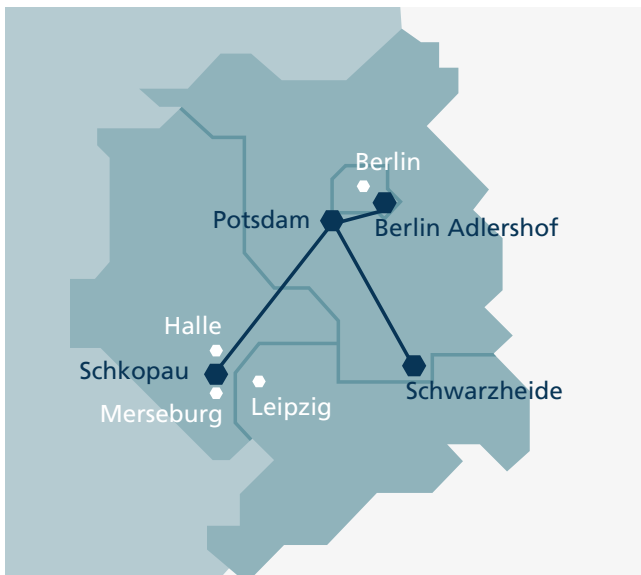 Berlin
Potsdam
Berlin Adlershof
Halle
Schkopau
Merseburg
Leipzig
Schwarzheide